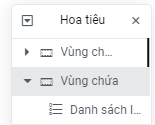 Hoa tiêu
Vùng ch...
Vùng chứa
Danh sách l...